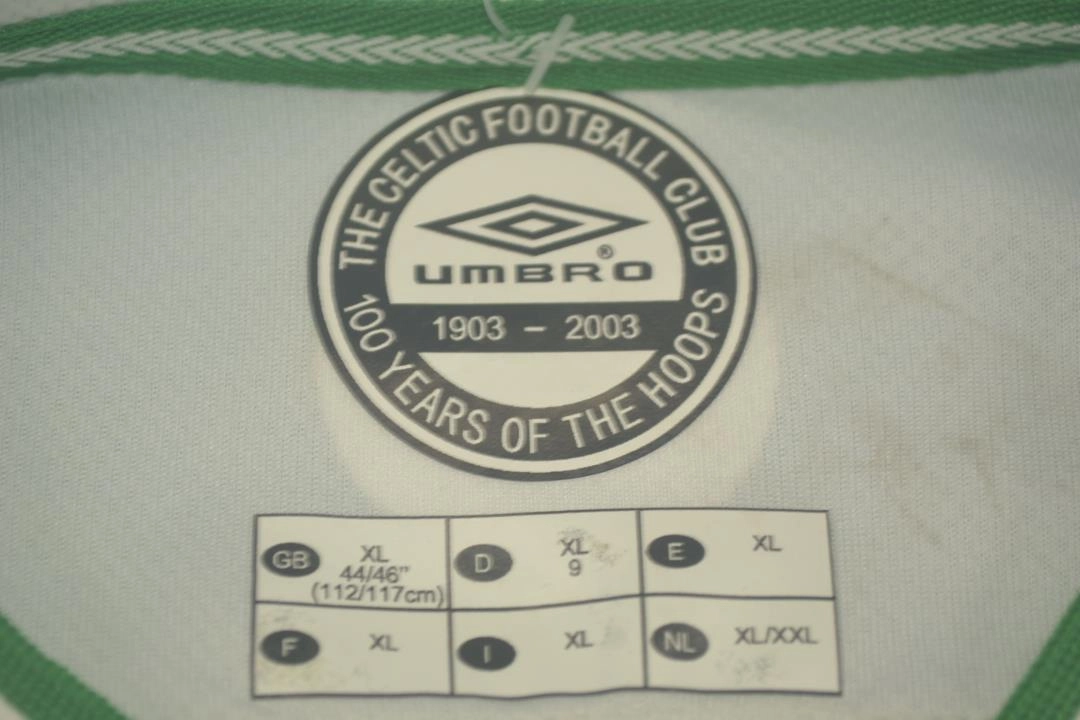 THE CELTIC FOOTBALL CLUB
UMBRO®
1903 – 2003
100 YEARS OF THE HOOPS
GB XL
44/46"
(112/117cm)
D XL
9
E XL
F XL
I XL
NL XL/XXL